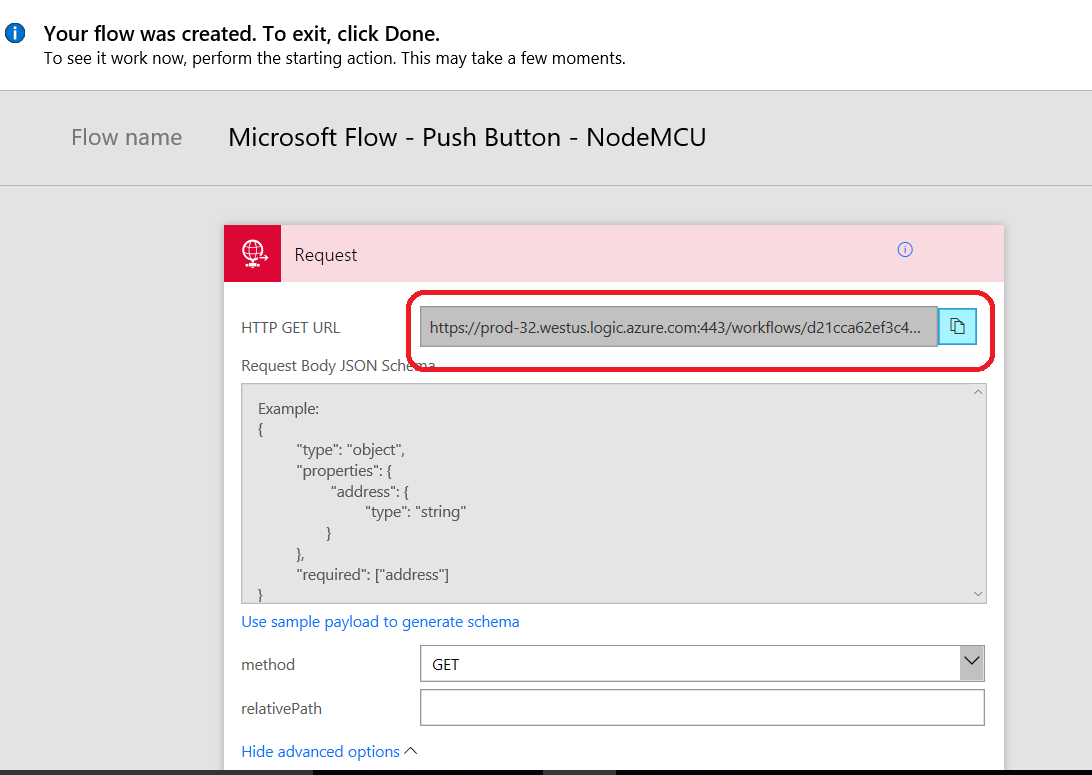 Your flow was created. To exit, click Done.
To see it work now, perform the starting action. This may take a few moments.
Flow name Microsoft Flow - Push Button - NodeMCU
Request
HTTP GET URL https://prod-32.westus.logic.azure.com:443/workflows/d21cca62ef3c4...
Request Body JSON Schema
Example:
{
"type": "object",
"properties": {
"address": {
"type": "string"
}
},
"required": ["address"]
}
Use sample payload to generate schema
method GET
relativePath
Hide advanced options